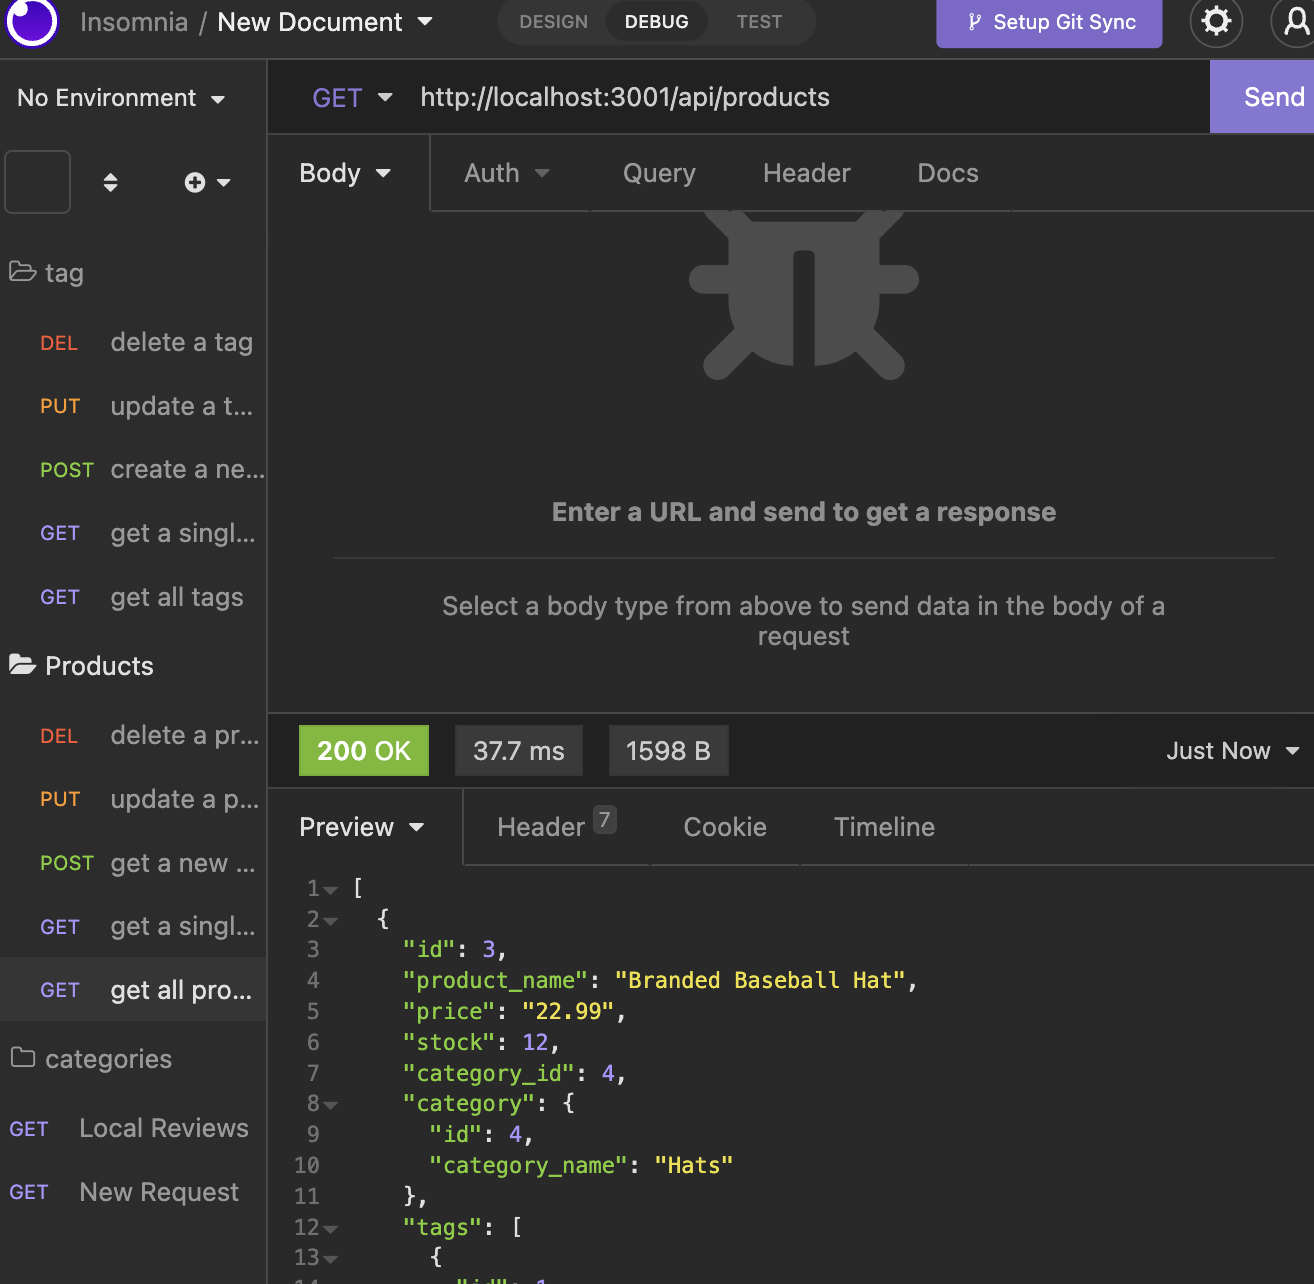 Insomnia / New Document
DESIGN DEBUG TEST
Setup Git Sync
No Environment
GET http://localhost:3001/api/products
Send
Body Auth Query Header Docs
tag
DEL delete a tag
PUT update a t...
POST create a ne...
GET get a singl...
GET get all tags
Products
DEL delete a pr...
PUT update a p...
POST get a new ...
GET get a singl...
GET get all pro...
categories
GET Local Reviews
GET New Request
Enter a URL and send to get a response
Select a body type from above to send data in the body of a
request
200 OK 37.7 ms 1598 B Just Now
Preview Header 7 Cookie Timeline
1 [
2 {
3 "id": 3,
4 "product_name": "Branded Baseball Hat",
5 "price": "22.99",
6 "stock": 12,
7 "category_id": 4,
8 "category": {
9 "id": 4,
10 "category_name": "Hats"
11 },
12 "tags": [
13 {
14 "id": 1